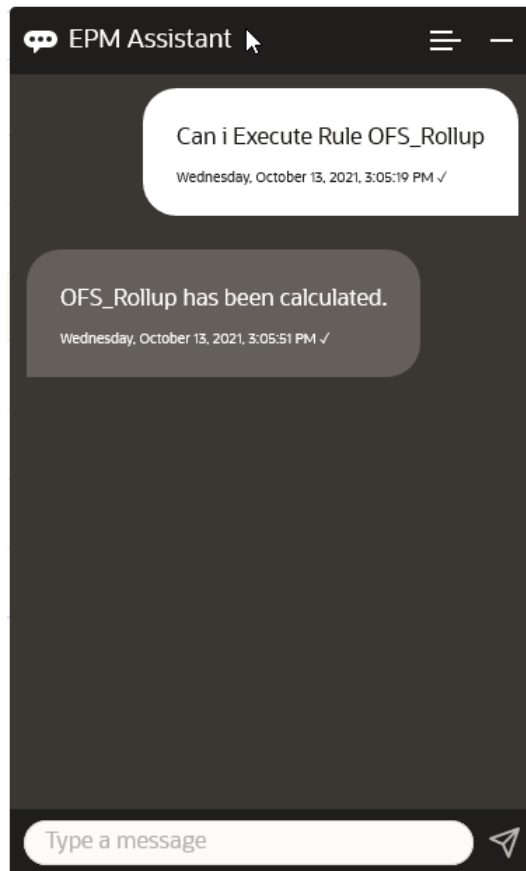 EPM Assistant
Can i Execute Rule OFS_Rollup
Wednesday, October 13, 2021, 3:05:19 PM ✓
OFS_Rollup has been calculated.
Wednesday, October 13, 2021, 3:05:51 PM ✓
Type a message